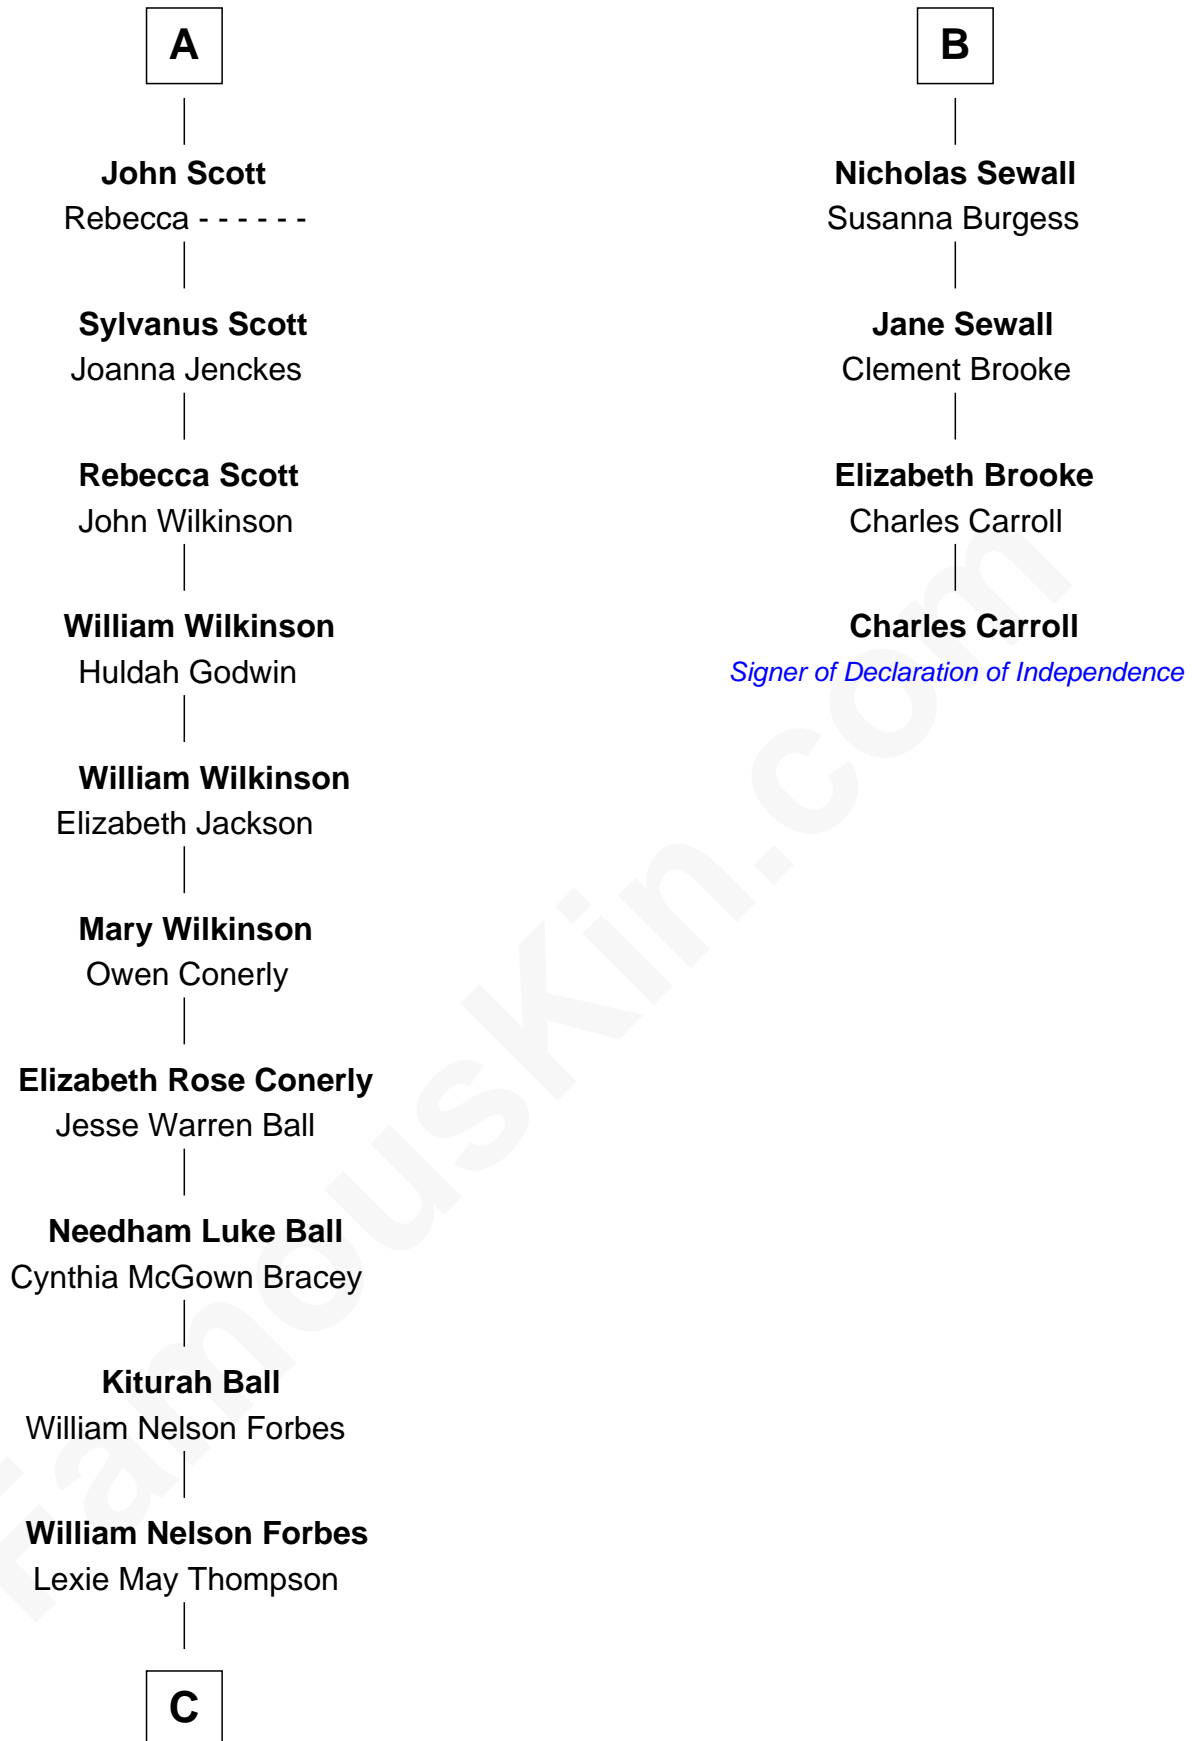 A
John Scott
Rebecca - - - - - -
Sylvanus Scott
Joanna Jenckes
Rebecca Scott
John Wilkinson
William Wilkinson
Huldah Godwin
William Wilkinson
Elizabeth Jackson
Mary Wilkinson
Owen Conerly
Elizabeth Rose Conerly
Jesse Warren Ball
Needham Luke Ball
Cynthia McGown Bracey
Kiturah Ball
William Nelson Forbes
William Nelson Forbes
Lexie May Thompson
C
B
Nicholas Sewall
Susanna Burgess
Jane Sewall
Clement Brooke
Elizabeth Brooke
Charles Carroll
Charles Carroll
Signer of Declaration of Independence
FamousKin.com